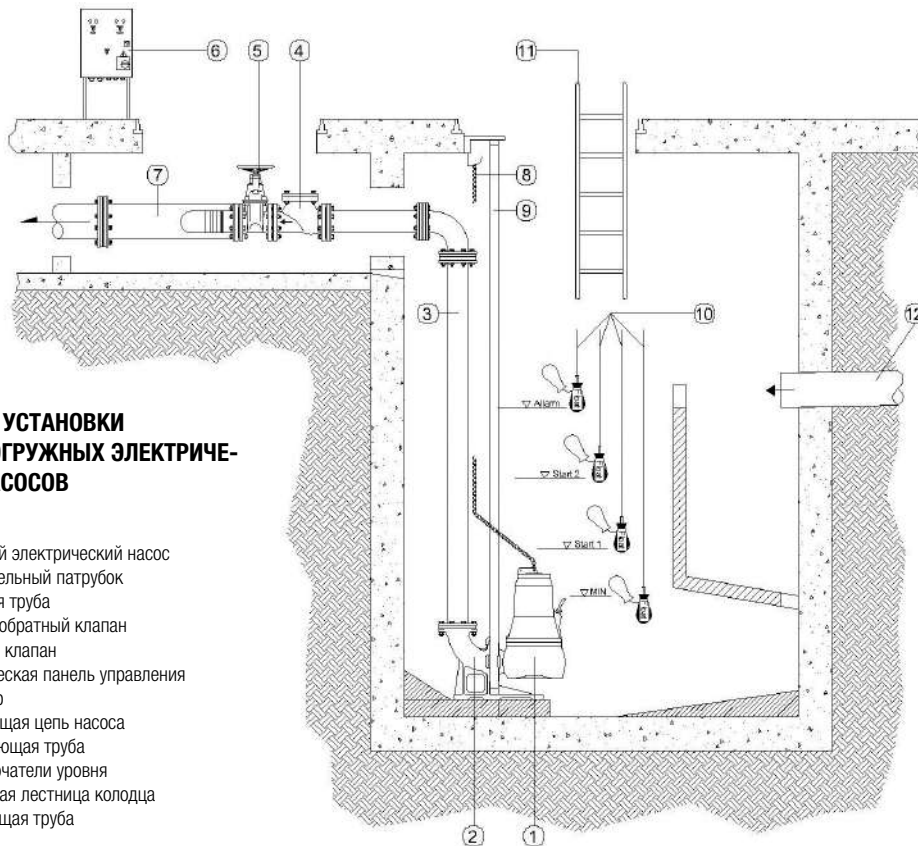 6
5
4
11
7
8
9
3
10
12
Allarm
Start 2
Start 1
MIN
УСТАНОВКИ
ОГРУЖНЫХ ЭЛЕКТРИЧЕ-
АСОСОВ
й электрический насос
ельный патрубок
я труба
обратный клапан
клапан
еская панель управления
р
щая цепь насоса
ющая труба
очатели уровня
ая лестница колодца
щая труба
2
1